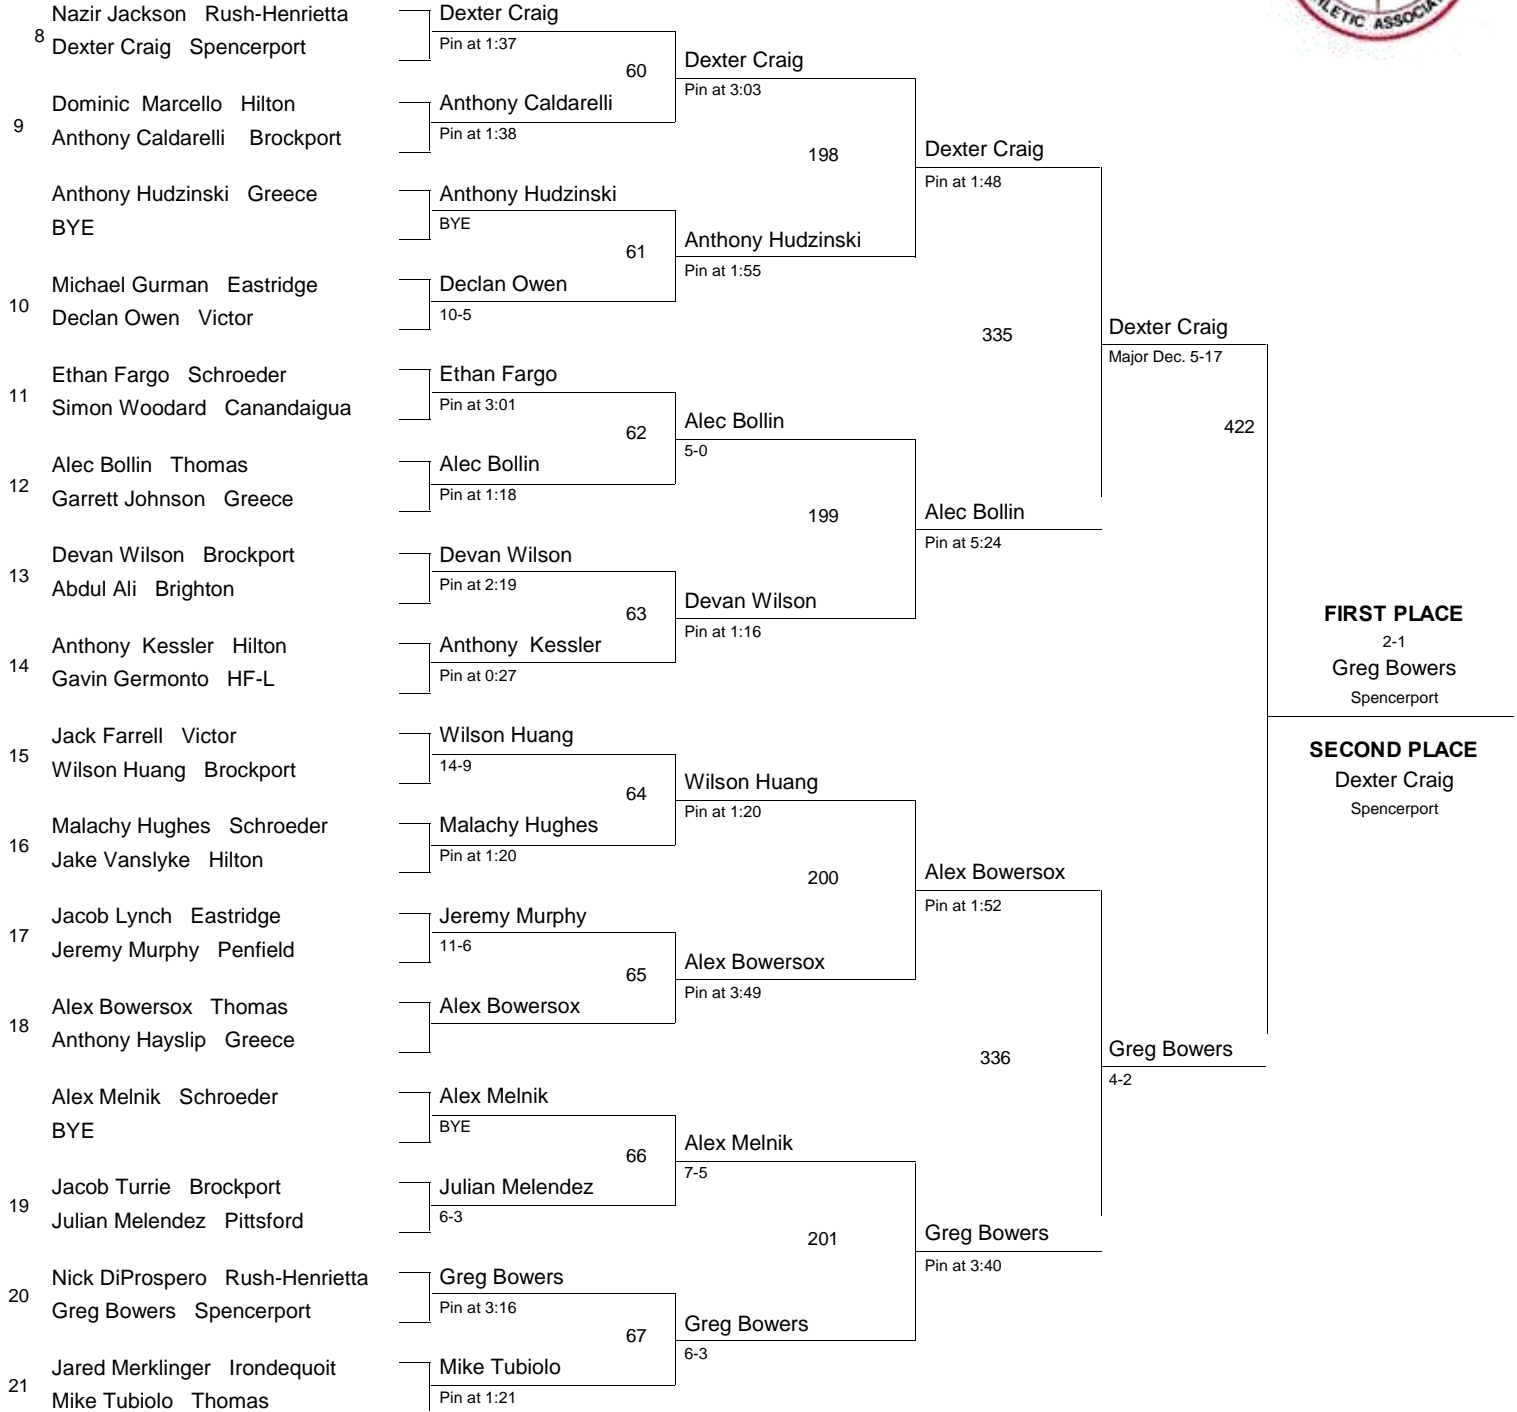 ATHLETIC ASSOCIAT
Nazir Jackson Rush-Henrietta
8
Dexter Craig Spencerport
Dexter Craig
Pin at 1:37
60
Dexter Craig
Pin at 3:03
9
Dominic Marcello Hilton
Anthony Caldarelli Brockport
Anthony Caldarelli
Pin at 1:38
198
Dexter Craig
Pin at 1:48
Anthony Hudzinski Greece
BYE
Anthony Hudzinski
BYE
61
Anthony Hudzinski
Pin at 1:55
10
Michael Gurman Eastridge
Declan Owen Victor
Declan Owen
10-5
335
Dexter Craig
Major Dec. 5-17
11
Ethan Fargo Schroeder
Simon Woodard Canandaigua
Ethan Fargo
Pin at 3:01
62
Alec Bollin
5-0
422
12
Alec Bollin Thomas
Garrett Johnson Greece
Alec Bollin
Pin at 1:18
199
Alec Bollin
Pin at 5:24
13
Devan Wilson Brockport
Abdul Ali Brighton
Devan Wilson
Pin at 2:19
63
Devan Wilson
Pin at 1:16
14
Anthony Kessler Hilton
Gavin Germonto HF-L
Anthony Kessler
Pin at 0:27
FIRST PLACE
2-1
Greg Bowers
Spencerport
SECOND PLACE
Dexter Craig
Spencerport
15
Jack Farrell Victor
Wilson Huang Brockport
Wilson Huang
14-9
64
Wilson Huang
Pin at 1:20
16
Malachy Hughes Schroeder
Jake Vanslyke Hilton
Malachy Hughes
Pin at 1:20
200
Alex Bowersox
Pin at 1:52
17
Jacob Lynch Eastridge
Jeremy Murphy Penfield
Jeremy Murphy
11-6
65
Alex Bowersox
Pin at 3:49
18
Alex Bowersox Thomas
Anthony Hayslip Greece
Alex Bowersox
336
Greg Bowers
4-2
Alex Melnik Schroeder
BYE
Alex Melnik
BYE
66
Alex Melnik
7-5
19
Jacob Turrie Brockport
Julian Melendez Pittsford
Julian Melendez
6-3
201
Greg Bowers
Pin at 3:40
20
Nick DiProspero Rush-Henrietta
Greg Bowers Spencerport
Greg Bowers
Pin at 3:16
67
Greg Bowers
6-3
21
Jared Merklinger Irondequoit
Mike Tubiolo Thomas
Mike Tubiolo
Pin at 1:21